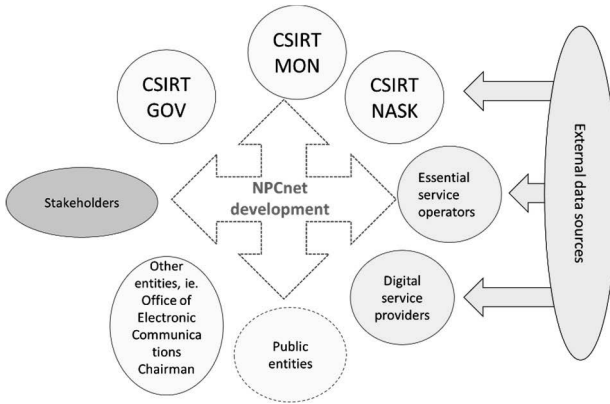 CSIRT
MON
CSIRT
GOV
CSIRT
NASK
External data sources
Stakeholders
NPCnet
development
Essential
service
operators
Other
entities, ie.
Office of
Electronic
Communica
tions
Chairman
Public
entities
Digital
service
providers